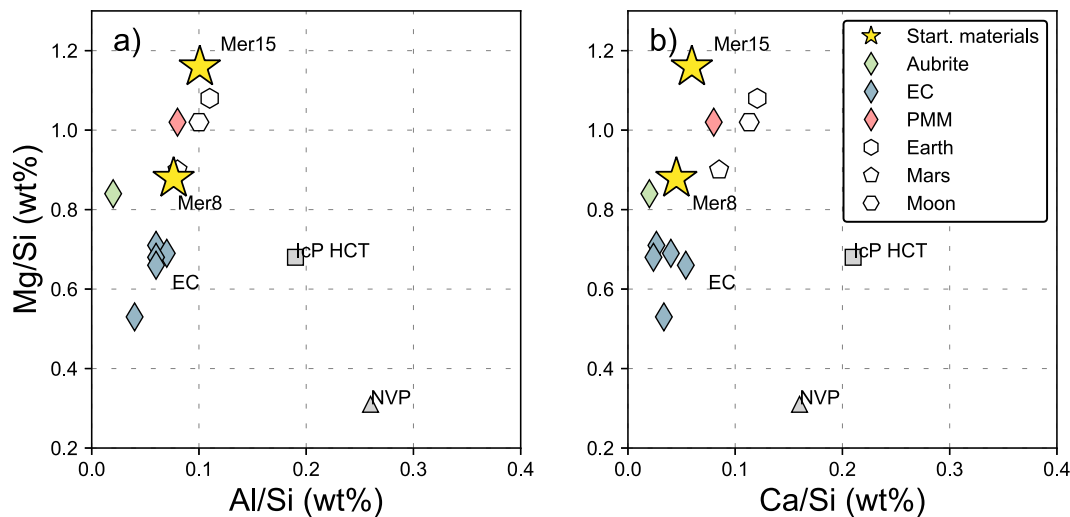 a)
Mer15
Mer8
IcP HCT
EC
NVP
1.2
1.0
0.8
0.6
0.4
0.2
Mg/Si (wt%)
0.0 0.1 0.2 0.3 0.4
Al/Si (wt%)
b)
Mer15
Mer8
IcP HCT
EC
NVP
Start. materials
Aubrite
EC
PMM
Earth
Mars
Moon
1.2
1.0
0.8
0.6
0.4
0.2
0.0 0.1 0.2 0.3 0.4
Ca/Si (wt%)